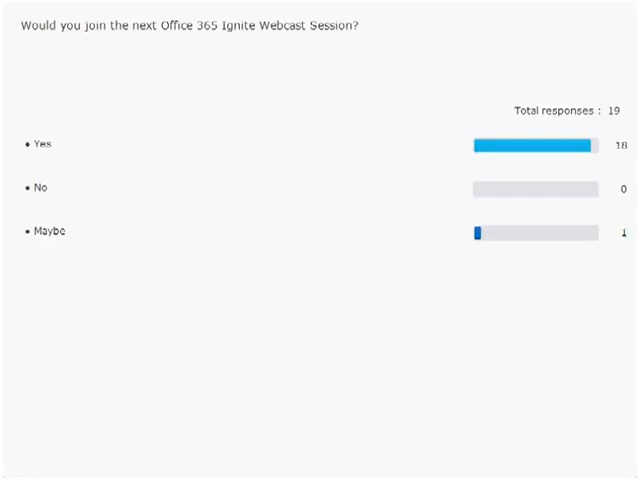 Would you join the next Office 365 Ignite Webcast Session?
Total responses : 19
• Yes 18
• No 0
• Maybe 1